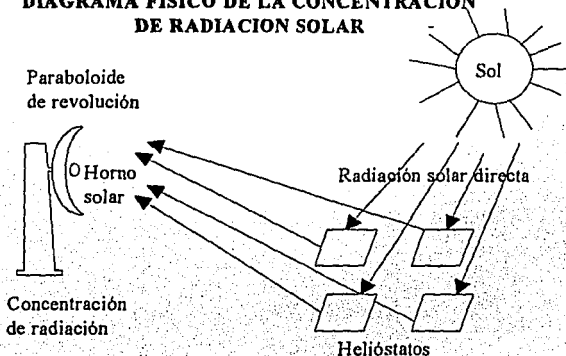 DIAGRAMA FISICO DE LA CONCENTRACION
DE RADIACION SOLAR
Sol
Paraboloide
de revolución
Horno
solar
Radiación solar directa
Concentración
de radiación
Helióstatos